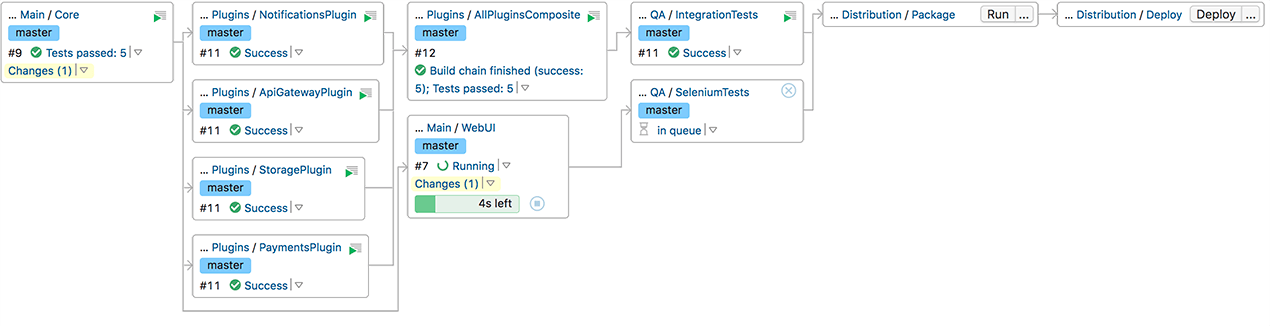 ... Main / Core
master
#9 Tests passed: 5
Changes (1)
... Plugins / NotificationsPlugin
master
#11 Success
... Plugins / ApiGatewayPlugin
master
#11 Success
... Plugins / StoragePlugin
master
#11 Success
... Plugins / PaymentsPlugin
master
#11 Success
... Plugins / AllPluginsComposite
master
#12
Build chain finished (success:
5); Tests passed: 5
... Main / WebUI
master
#7 Running
Changes (1)
4s left
... QA / IntegrationTests
master
#11 Success
... QA / SeleniumTests
master
in queue
... Distribution / Package Run ...
... Distribution / Deploy Deploy ...